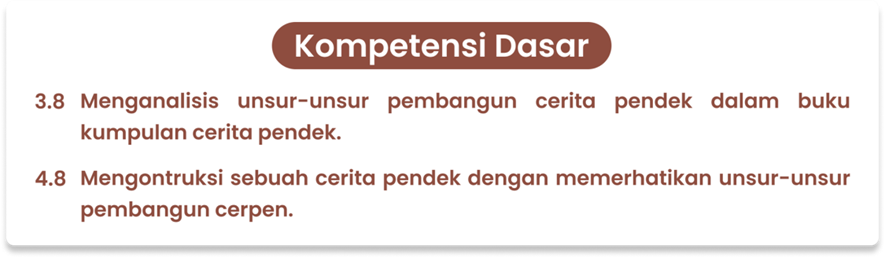 Kompetensi Dasar
3.8 Menganalisis unsur-unsur pembangun cerita pendek dalam buku
kumpulan cerita pendek.
4.8 Mengontruksi sebuah cerita pendek dengan memerhatikan unsur-unsur
pembangun cerpen.